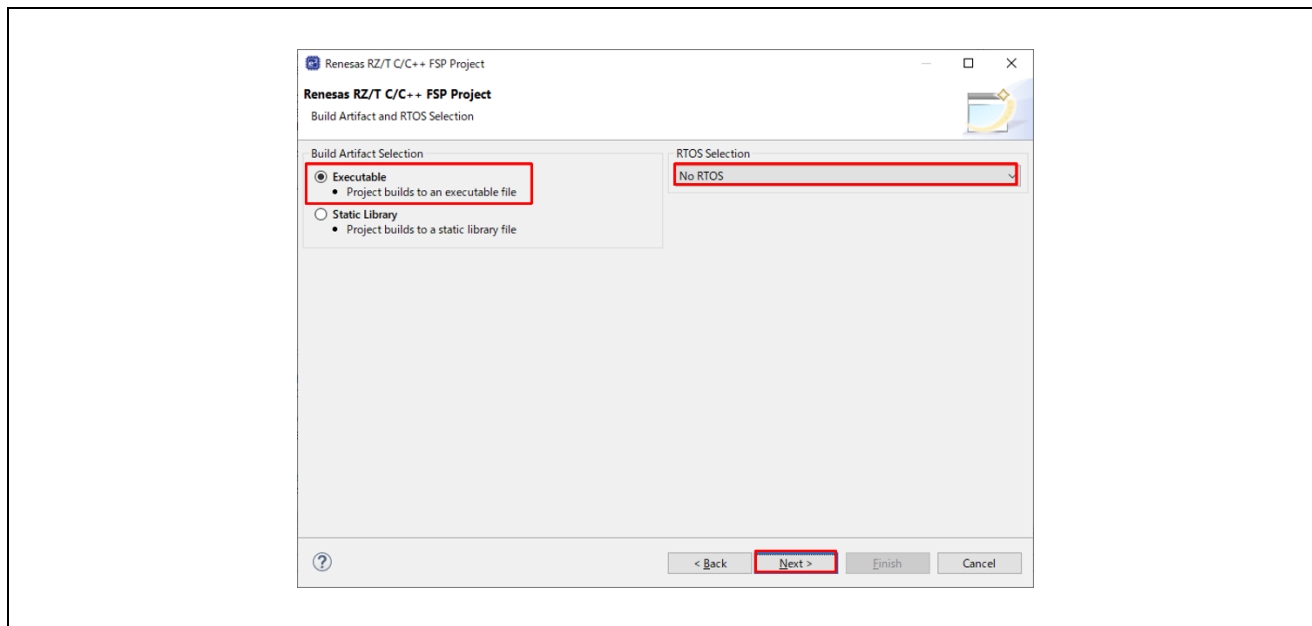 Renesas RZ/T C/C++ FSP Project
Renesas RZ/T C/C++ FSP Project
Build Artifact and RTOS Selection
Build Artifact Selection
Executable
• Project builds to an executable file
Static Library
• Project builds to a static library file
RTOS Selection
No RTOS
?
< Back
Next >
Finish
Cancel